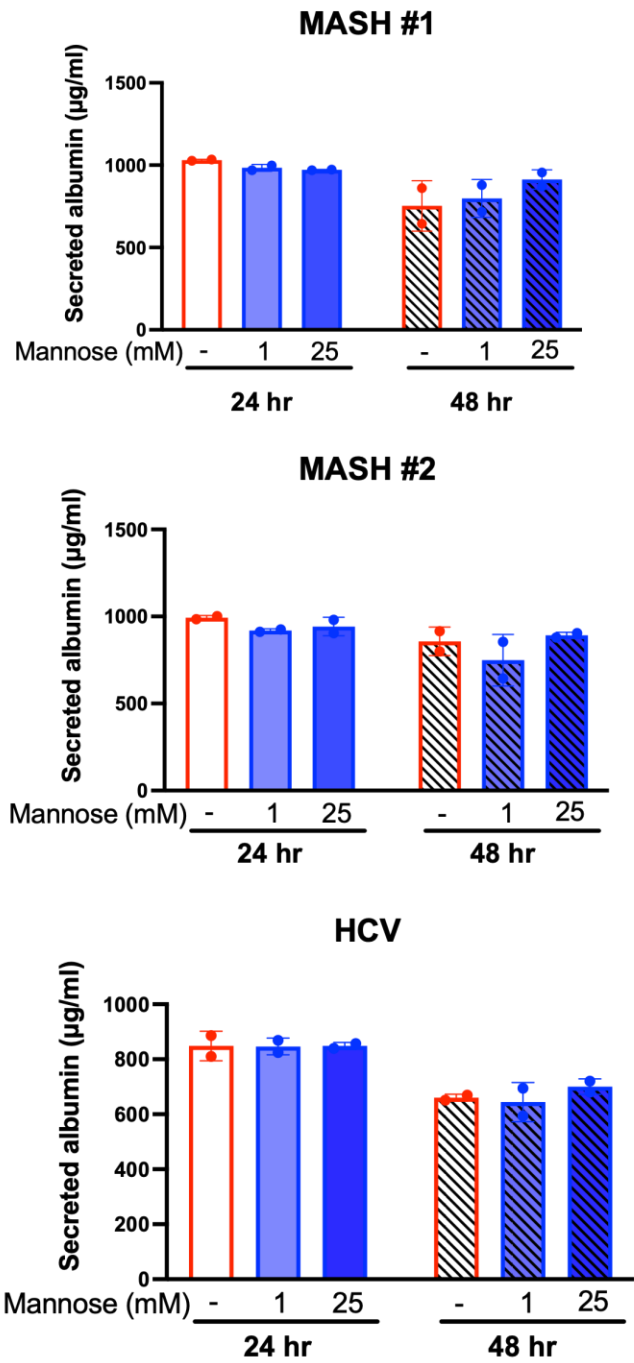 MASH #1
Secreted albumin (µg/ml)
1500
1000
500
0
Mannose (mM) - 1 25 - 1 25
24 hr 48 hr
MASH #2
Secreted albumin (µg/ml)
1500
1000
500
0
Mannose (mM) - 1 25 - 1 25
24 hr 48 hr
HCV
Secreted albumin (µg/ml)
1000
800
600
400
200
0
Mannose (mM) - 1 25 - 1 25
24 hr 48 hr